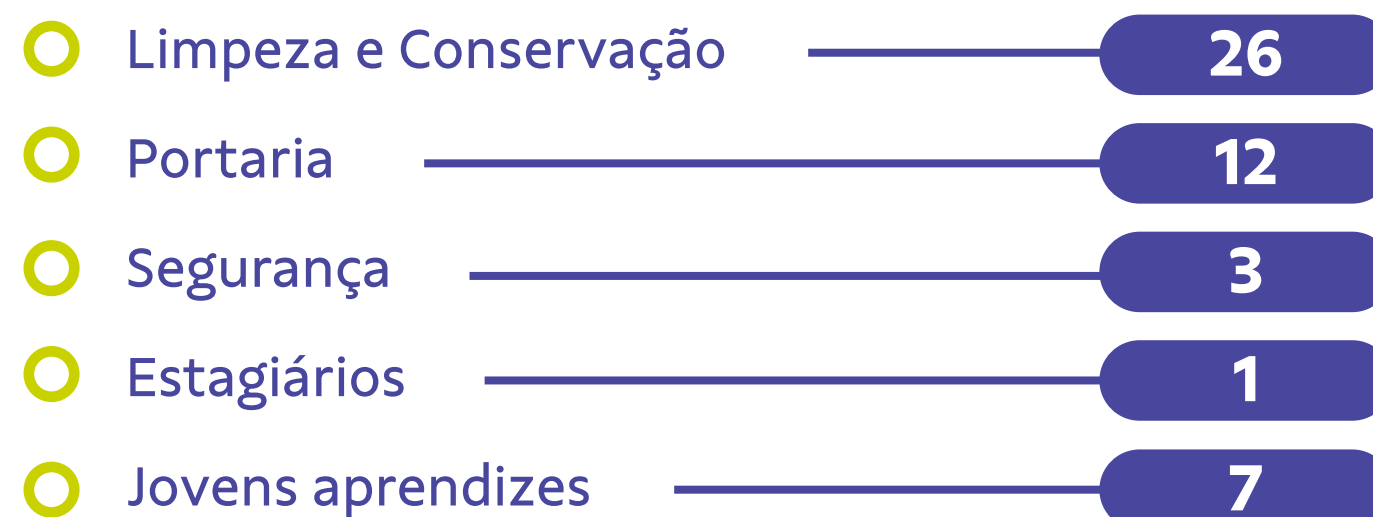 Limpeza e Conservação 26
Portaria 12
Segurança 3
Estagiários 1
Jovens aprendizes 7